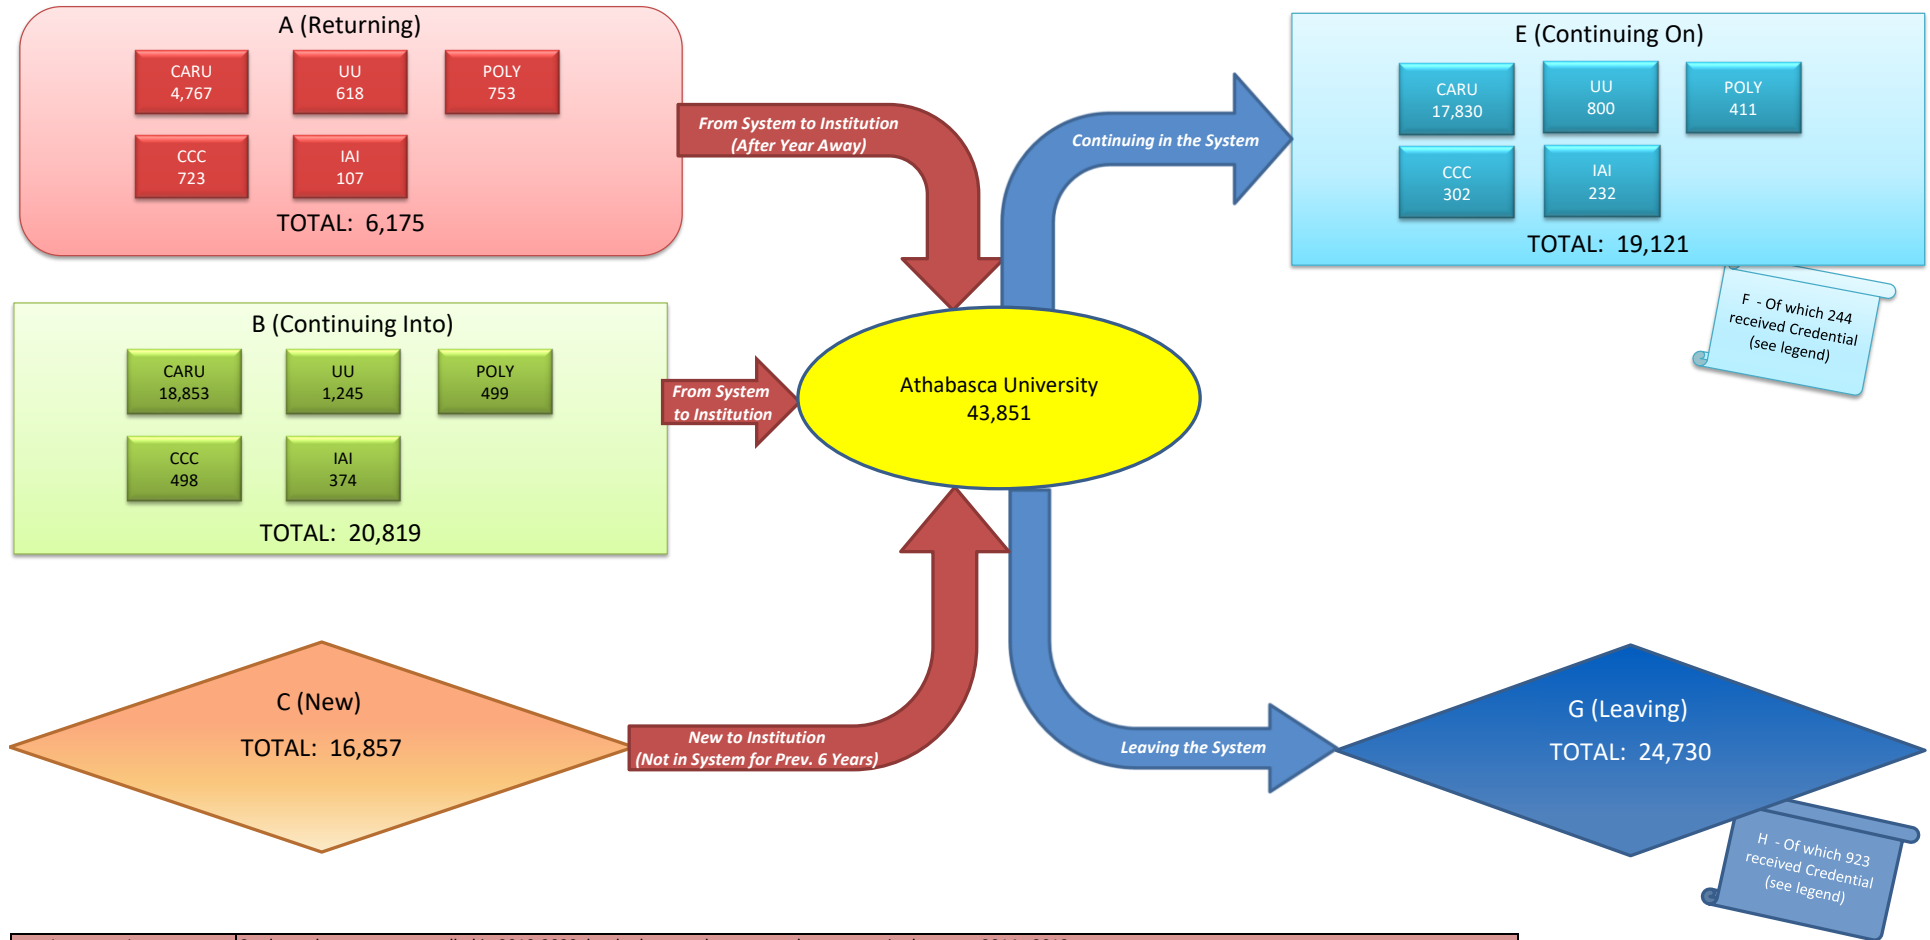 A (Returning)
CARU
4,767
UU
618
POLY
753
CCC
723
IAI
107
TOTAL: 6,175
From System to Institution
(After Year Away)
B (Continuing Into)
CARU
18,853
UU
1,245
POLY
499
CCC
498
IAI
374
TOTAL: 20,819
From System
to Institution
C (New)
TOTAL: 16,857
New to Institution
(Not in System for Prev. 6 Years)
Athabasca University
43,851
Continuing in the System
E (Continuing On)
CARU
17,830
UU
800
POLY
411
CCC
302
IAI
232
TOTAL: 19,121
F - Of which 244
received Credential
(see legend)
Leaving the System
G (Leaving)
TOTAL: 24,730
H - Of which 923
received Credential
(see legend)